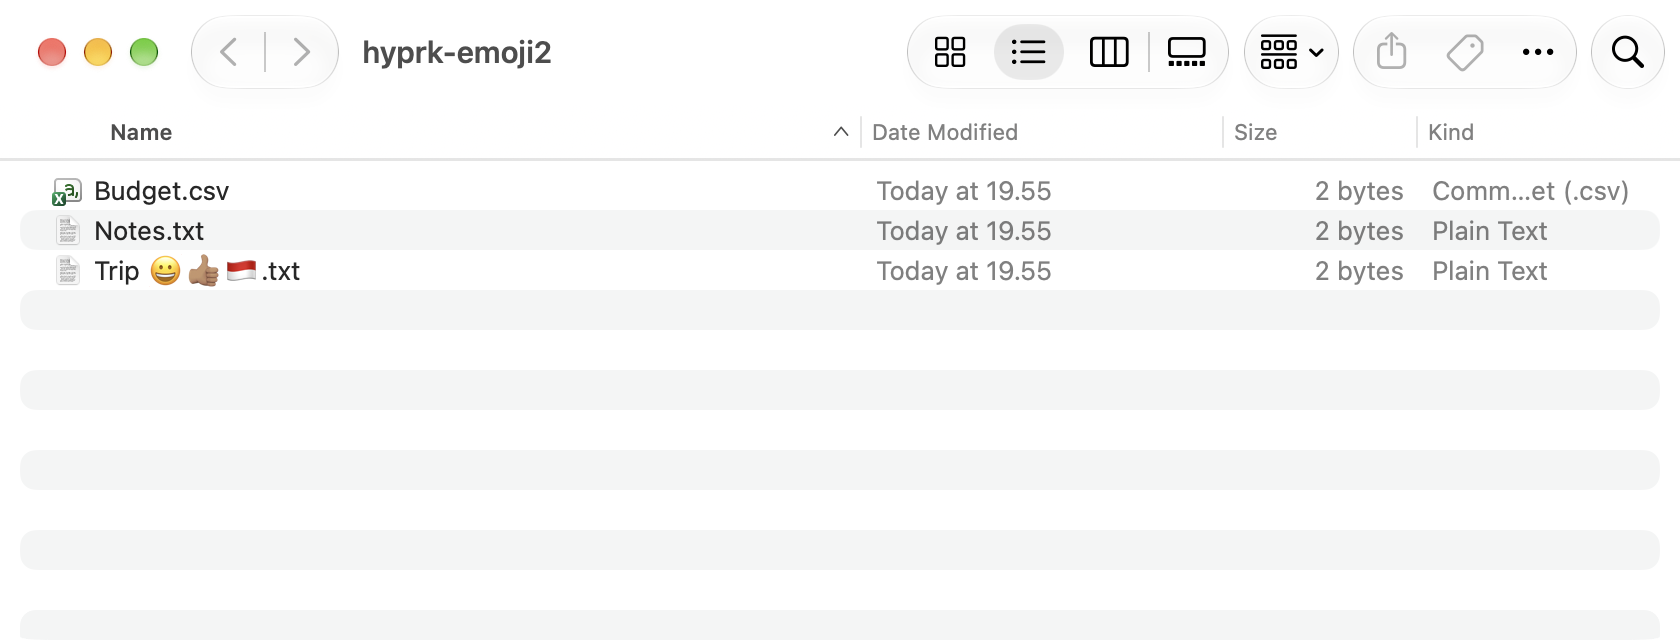 hyprk-emoji2
Name Date Modified Size Kind
Budget.csv Today at 19.55 2 bytes Comm...et (.csv)
Notes.txt Today at 19.55 2 bytes Plain Text
Trip 😀👍🏽🇮🇩.txt Today at 19.55 2 bytes Plain Text